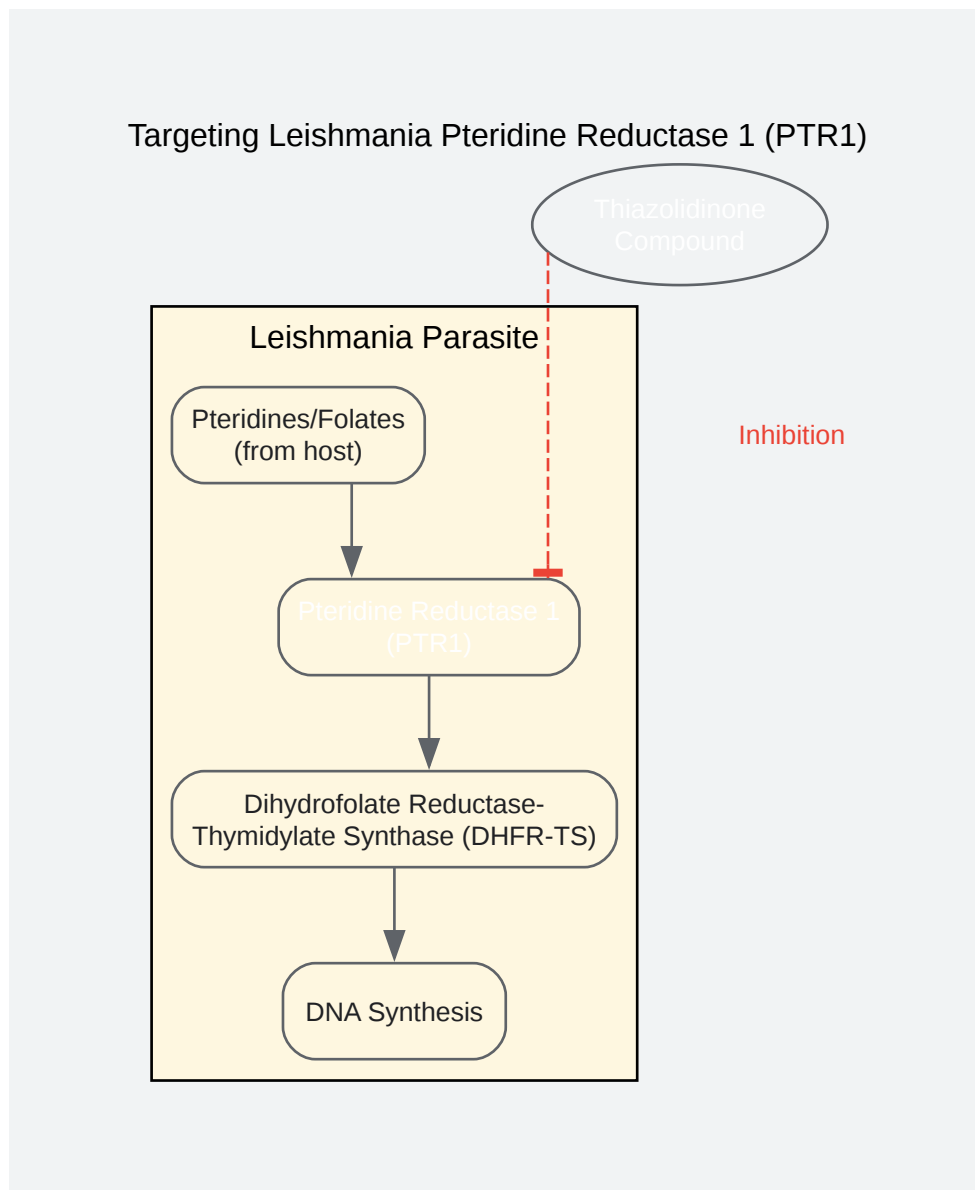 Targeting Leishmania Pteridine Reductase 1 (PTR1)
Thiazolidinone
Compound
Leishmania Parasite
Pteridines/Folates
(from host)
Inhibition
Pteridine Reductase 1
(PTR1)
Dihydrofolate Reductase-
Thymidylate Synthase (DHFR-TS)
DNA Synthesis